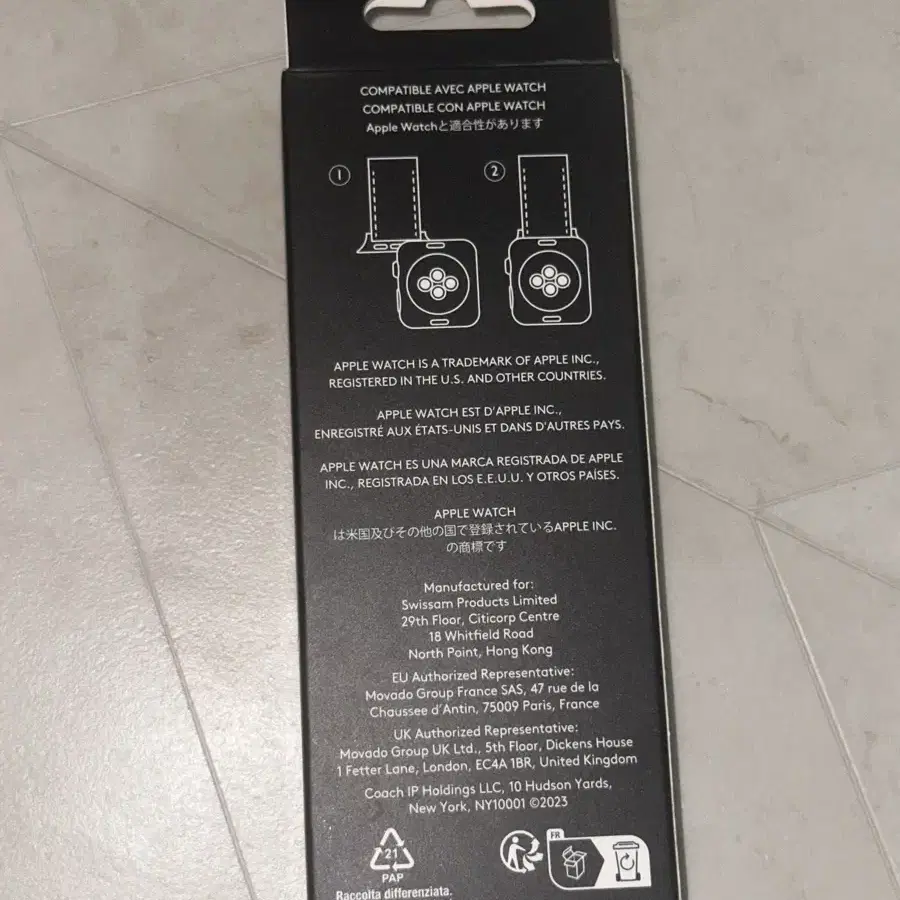 COMPATIBLE AVEC APPLE WATCH
COMPATIBLE CON APPLE WATCH
Apple Watchと適合性があります
1
2
APPLE WATCH IS A TRADEMARK OF APPLE INC.,
REGISTERED IN THE U.S. AND OTHER COUNTRIES.
APPLE WATCH EST D'APPLE INC.,
ENREGISTRÉ AUX ÉTATS-UNIS ET DANS D'AUTRES PAYS.
APPLE WATCH ES UNA MARCA REGISTRADA DE APPLE
INC., REGISTRADA EN LOS E.E.U.U. Y OTROS PAÍSES.
APPLE WATCH
は米国及びその他の国で登録されているAPPLE INC.
の商標です
Manufactured for:
Swissam Products Limited
29th Floor, Citicorp Centre
18 Whitfield Road
North Point, Hong Kong
EU Authorized Representative:
Movado Group France SAS, 47 rue de la
Chaussee d'Antin, 75009 Paris, France
UK Authorized Representative:
Movado Group UK Ltd., 5th Floor, Dickens House
1 Fetter Lane, London, EC4A 1BR, United Kingdom
Coach IP Holdings LLC, 10 Hudson Yards,
New York, NY10001 ©2023
21
PAP
FR
Raccolta differenziata.